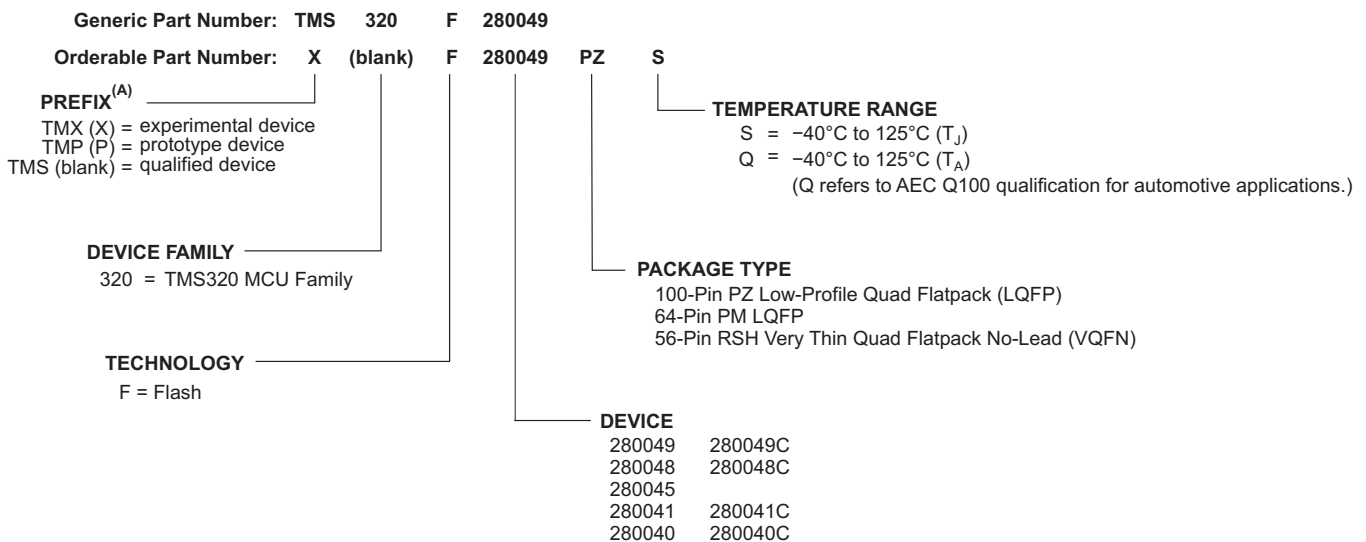 Generic Part Number: TMS 320 F 280049
Orderable Part Number: X (blank) F 280049 PZ S
PREFIX(A)
TMX (X) = experimental device
TMP (P) = prototype device
TMS (blank) = qualified device
DEVICE FAMILY
320 = TMS320 MCU Family
TECHNOLOGY
F = Flash
TEMPERATURE RANGE
S = −40°C to 125°C (TJ)
Q = −40°C to 125°C (TA)
(Q refers to AEC Q100 qualification for automotive applications.)
PACKAGE TYPE
100-Pin PZ Low-Profile Quad Flatpack (LQFP)
64-Pin PM LQFP
56-Pin RSH Very Thin Quad Flatpack No-Lead (VQFN)
DEVICE
280049 280049C
280048 280048C
280045
280041 280041C
280040 280040C